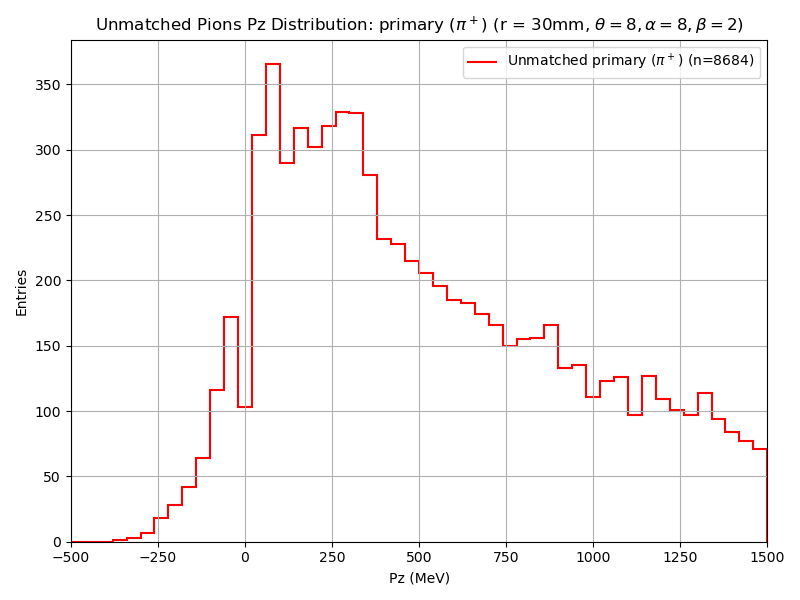 Unmatched Pions Pz Distribution: primary (π⁺) (r = 30mm, θ = 8, α = 8, β = 2)
Unmatched primary (π⁺) (n=8684)
350
300
250
200
150
100
50
0
Entries
−500 −250 0 250 500 750 1000 1250 1500
Pz (MeV)